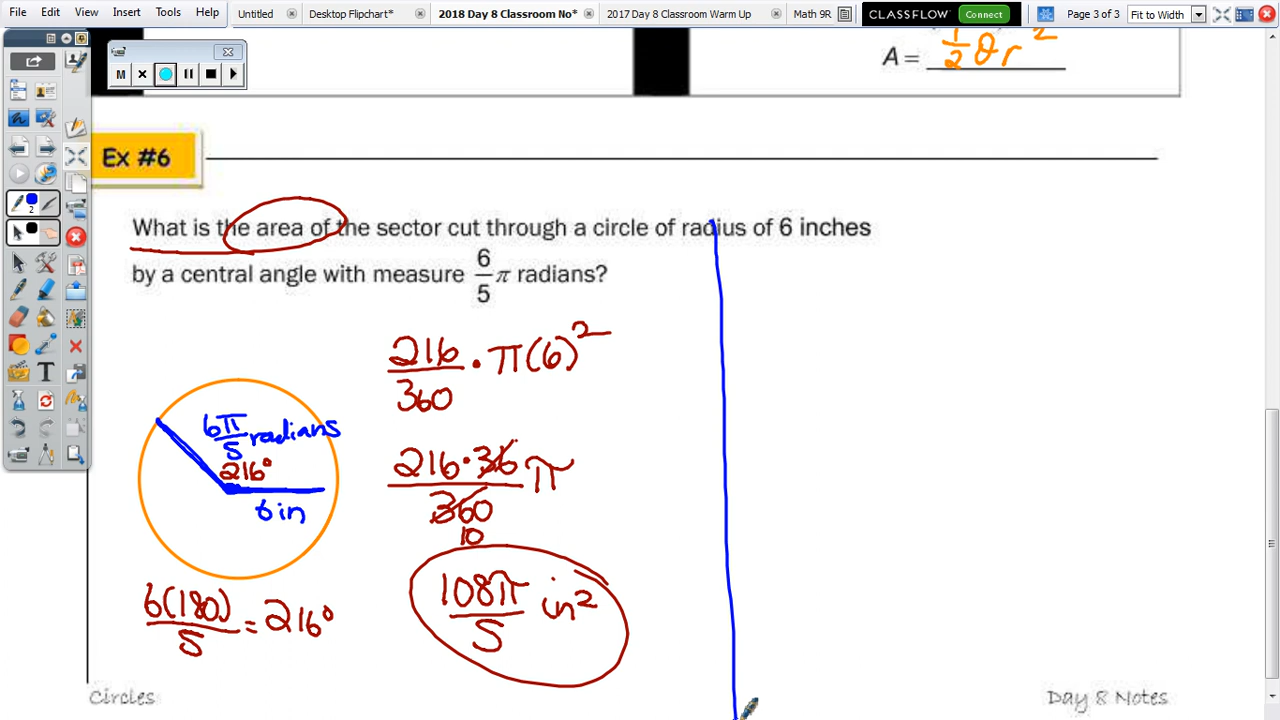 File Edit View Insert Tools Help Untitled Desktop Flipchart* 2018 Day 8 Classroom No* 2017 Day 8 Classroom Warm Up Math 9R CLASSFLOW Connect Page 3 of 3 Fit to Width
M
2
A = 1/2 θr²
Ex #6
What is the area of the sector cut through a circle of radius of 6 inches
by a central angle with measure 6/5 π radians?
216/360 · π(6)²
6π/5 radians
216°
6 in
216·36/360 π
10
6(180)/5 = 216°
108π/5 in²
Circles
Day 8 Notes